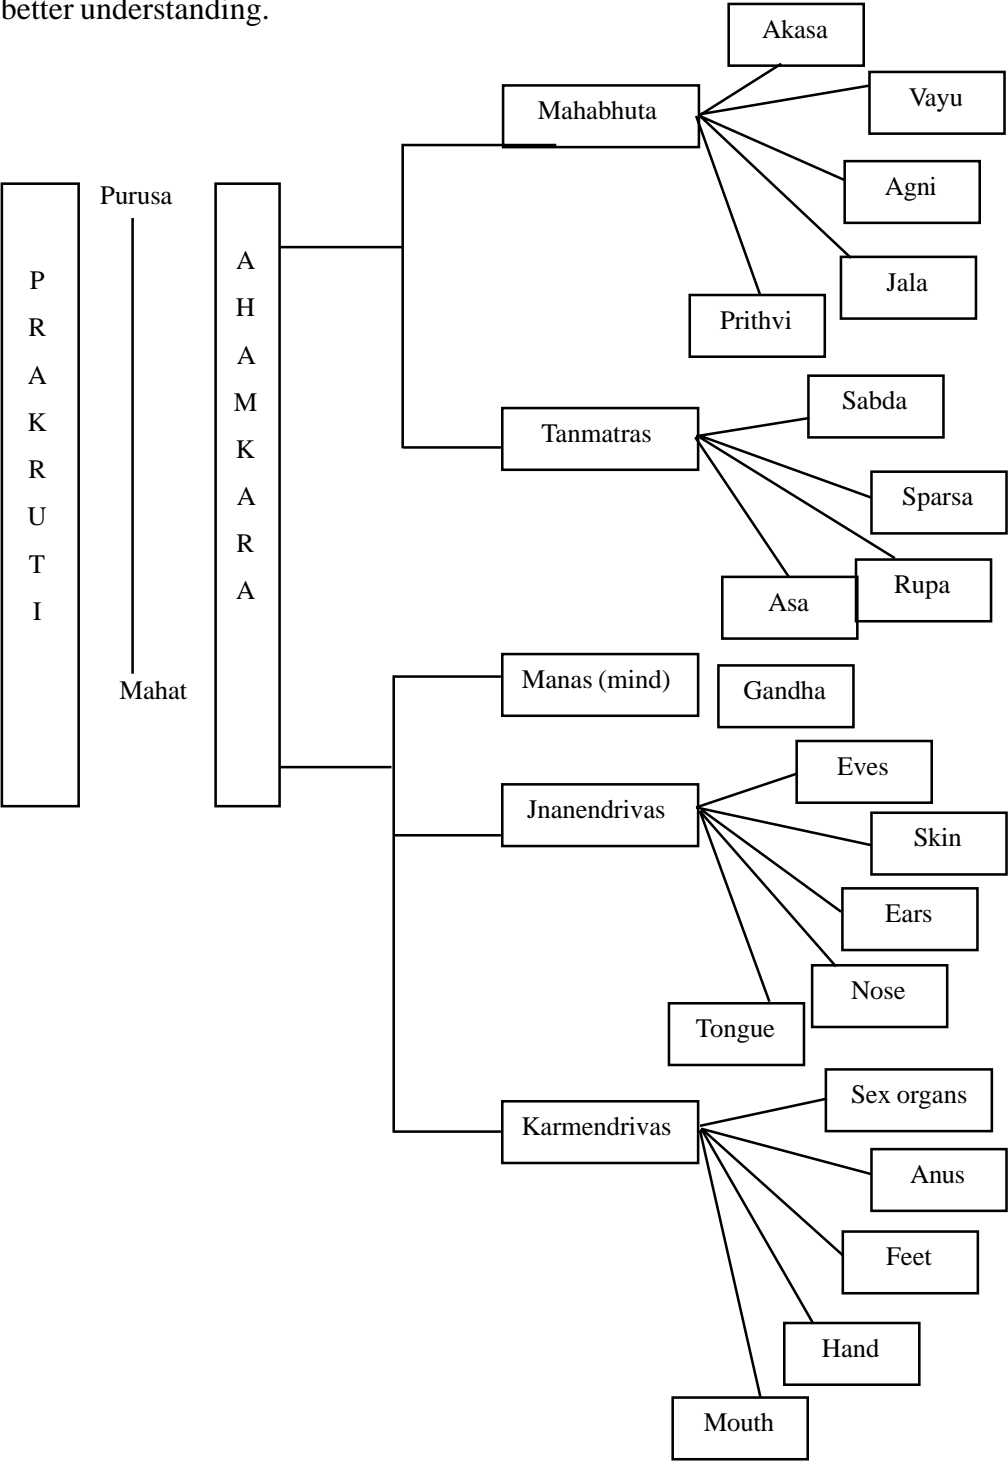 better understanding.
Akasa
Vayu
Mahabhuta
Agni
Jala
Prithvi
Purusa
Mahat
P
R
A
K
R
U
T
I
A
H
A
M
K
A
R
A
Tanmatras
Sabda
Sparsa
Rupa
Asa
Manas (mind)
Gandha
Jnanendrivas
Eves
Skin
Ears
Nose
Tongue
Karmendrivas
Sex organs
Anus
Feet
Hand
Mouth